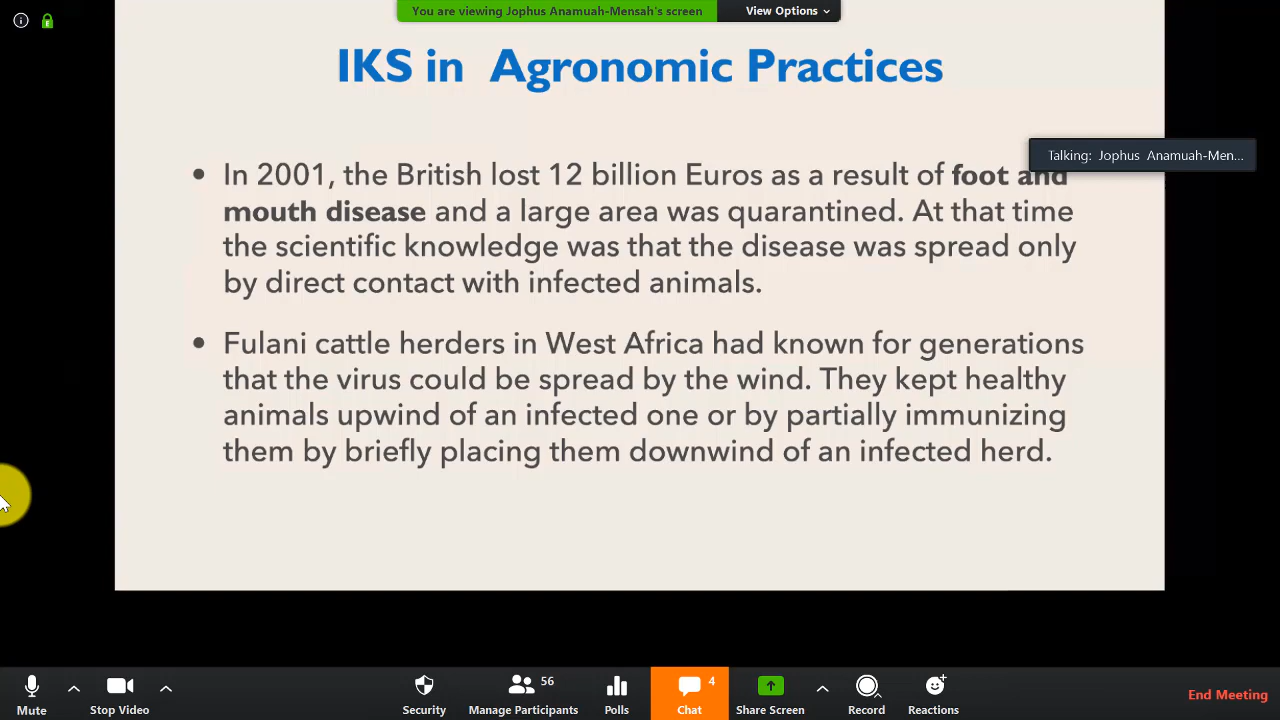 You are viewing Jophus Anamuah-Mensah's screen
View Options
IKS in Agronomic Practices
Talking: Jophus Anamuah-Men...
• In 2001, the British lost 12 billion Euros as a result of foot and
mouth disease and a large area was quarantined. At that time
the scientific knowledge was that the disease was spread only
by direct contact with infected animals.
• Fulani cattle herders in West Africa had known for generations
that the virus could be spread by the wind. They kept healthy
animals upwind of an infected one or by partially immunizing
them by briefly placing them downwind of an infected herd.
56
4
Mute
Stop Video
Security
Manage Participants
Polls
Chat
Share Screen
Record
Reactions
End Meeting